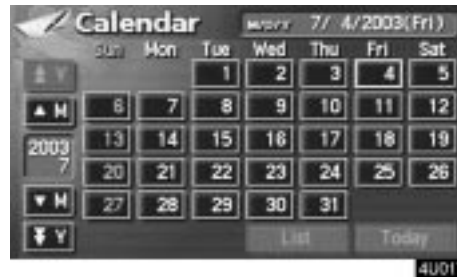 Calendar M/D/Y 7/ 4/2003(Fri)
Sun Mon Tue Wed Thu Fri Sat
Y 1 2 3 4 5
M 6 7 8 9 10 11 12
2003 13 14 15 16 17 18 19
7 20 21 22 23 24 25 26
M 27 28 29 30 31
Y List Today
4U01